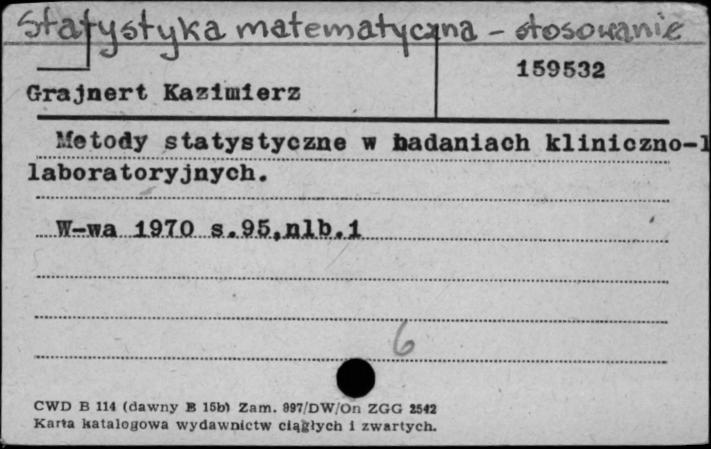 Statystyka matematyczna - stosowanie
159532
Grajnert Kazimierz
Metody statystyczne w badaniach kliniczno-l
laboratoryjnych.
W-wa 1970 s.95,nlb.1
6
CWD B 114 (dawny B 15b) Zam. 997/DW/On ZGG 2542
Karta katalogowa wydawnictw ciągłych i zwartych.